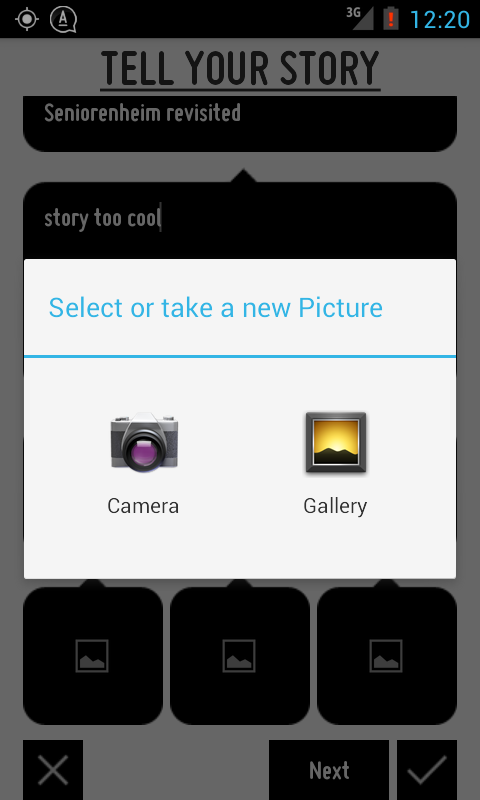 3G
12:20
TELL YOUR STORY
Seniorenheim revisited
story too cool
Select or take a new Picture
Camera
Gallery
Next